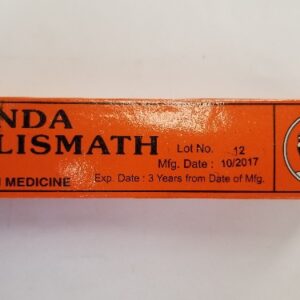 NDA
LISMATH
Lot No. 12
Mfg. Date : 10/2017
MEDICINE
Exp. Date : 3 Years from Date of Mfg.